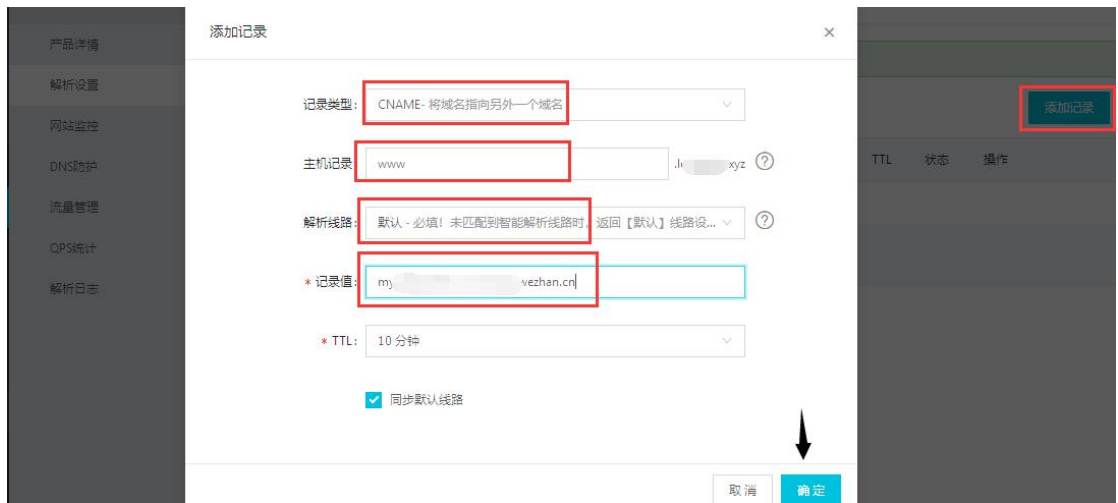 添加记录
×
产品详情
解析设置
网站监控
DNS防护
流量管理
QPS统计
解析日志
记录类型: CNAME- 将域名指向另外一个域名
添加记录
主机记录 www xyz ?
TTL 状态 操作
解析线路: 默认 - 必填！未匹配到智能解析线路时，返回【默认】线路设... ?
* 记录值: my wezhan.cn
* TTL: 10 分钟
同步默认线路
取消 确定